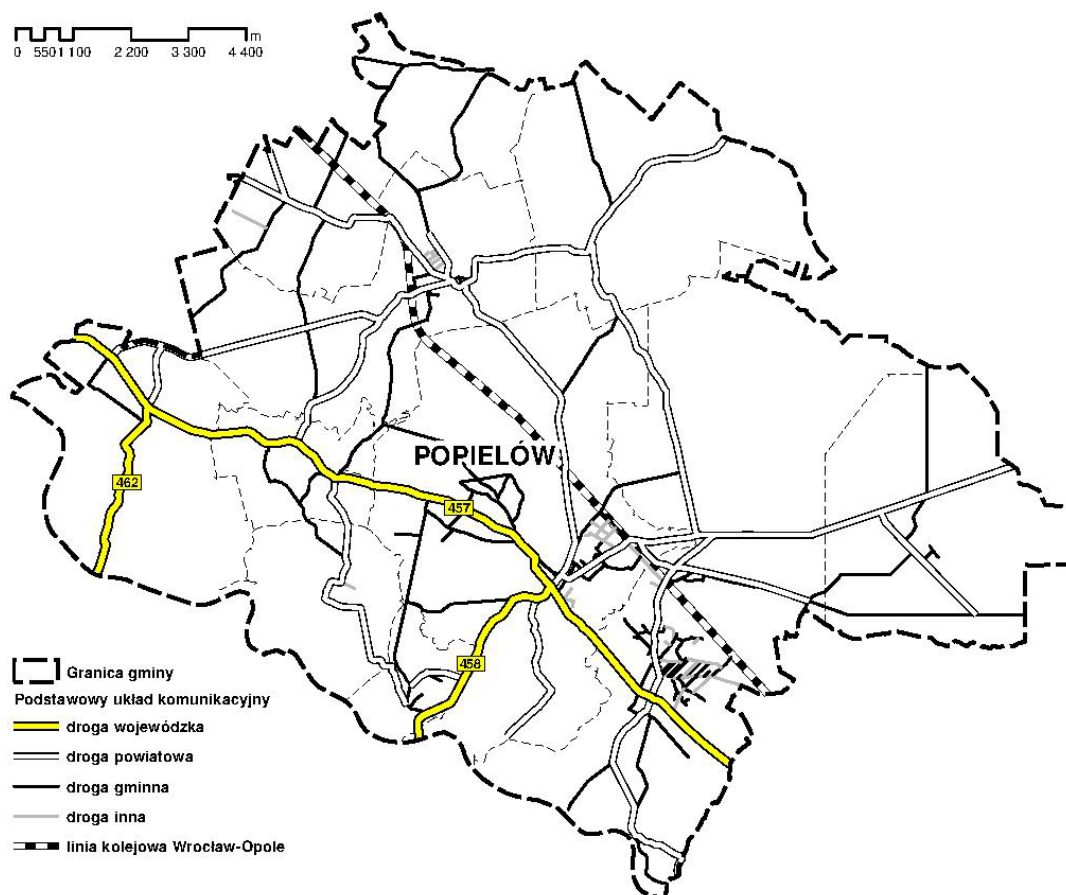 m
0 550 1 100 2 200 3 300 4 400
POPIELÓW
462
457
458
Granica gminy
Podstawowy układ komunikacyjny
droga wojewódzka
droga powiatowa
droga gminna
droga inna
linia kolejowa Wrocław-Opole